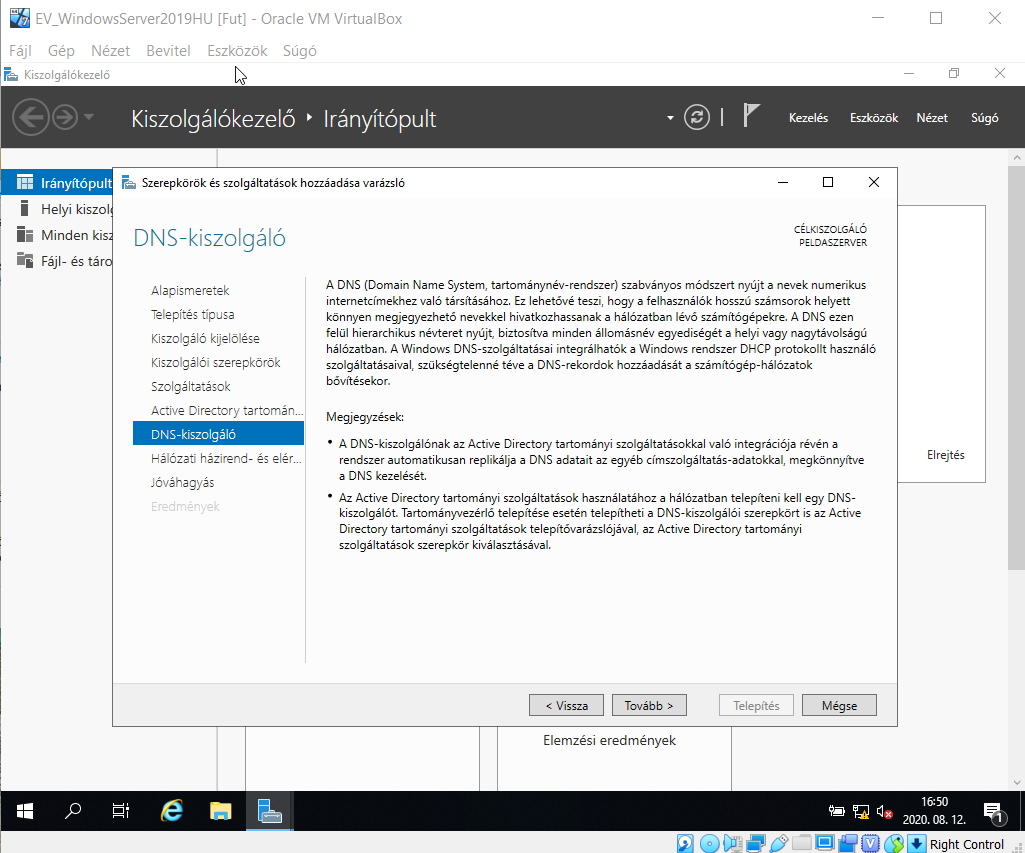 EV_WindowsServer2019HU [Fut] - Oracle VM VirtualBox
Fájl Gép Nézet Bevitel Eszközök Súgó
Kiszolgálókezelő
Kiszolgálókezelő Irányítópult
Kezelés Eszközök Nézet Súgó
Irányítópult
Helyi kiszolg
Minden kisz
Fájl- és táro
Szerepkörök és szolgáltatások hozzáadása varázsló
DNS-kiszolgáló
CÉLKISZOLGÁLÓ
PELDASZERVER
Alapismeretek
Telepítés típusa
Kiszolgáló kijelölése
Kiszolgálói szerepkörök
Szolgáltatások
Active Directory tartomán...
DNS-kiszolgáló
Hálózati házirend- és elér...
Jóváhagyás
Eredmények
A DNS (Domain Name System, tartománynév-rendszer) szabványos módszert nyújt a nevek numerikus
internetcímekhez való társításához. Ez lehetővé teszi, hogy a felhasználók hosszú számsorok helyett
könnyen megjegyezhető nevekkel hivatkozhassanak a hálózatban lévő számítógépekre. A DNS ezen
felül hierarchikus névteret nyújt, biztosítva minden állomásnév egyediségét a helyi vagy nagytávolságú
hálózatban. A Windows DNS-szolgáltatásai integrálhatók a Windows rendszer DHCP protokollt használó
szolgáltatásaival, szükségtelenné téve a DNS-rekordok hozzáadását a számítógép-hálózatok
bővítésekor.
Megjegyzések:
• A DNS-kiszolgálónak az Active Directory tartományi szolgáltatásokkal való integrációja révén a
rendszer automatikusan replikálja a DNS adatait az egyéb címszolgáltatás-adatokkal, megkönnyítve
a DNS kezelését.
• Az Active Directory tartományi szolgáltatások használatához a hálózatban telepíteni kell egy DNS-
kiszolgálót. Tartományvezérlő telepítése esetén telepítheti a DNS-kiszolgálói szerepkört is az Active
Directory tartományi szolgáltatások telepítővarázslójával, az Active Directory tartományi
szolgáltatások szerepkör kiválasztásával.
Elrejtés
< Vissza Tovább > Telepítés Mégse
Elemzési eredmények
16:50
2020. 08. 12.
1
Right Control